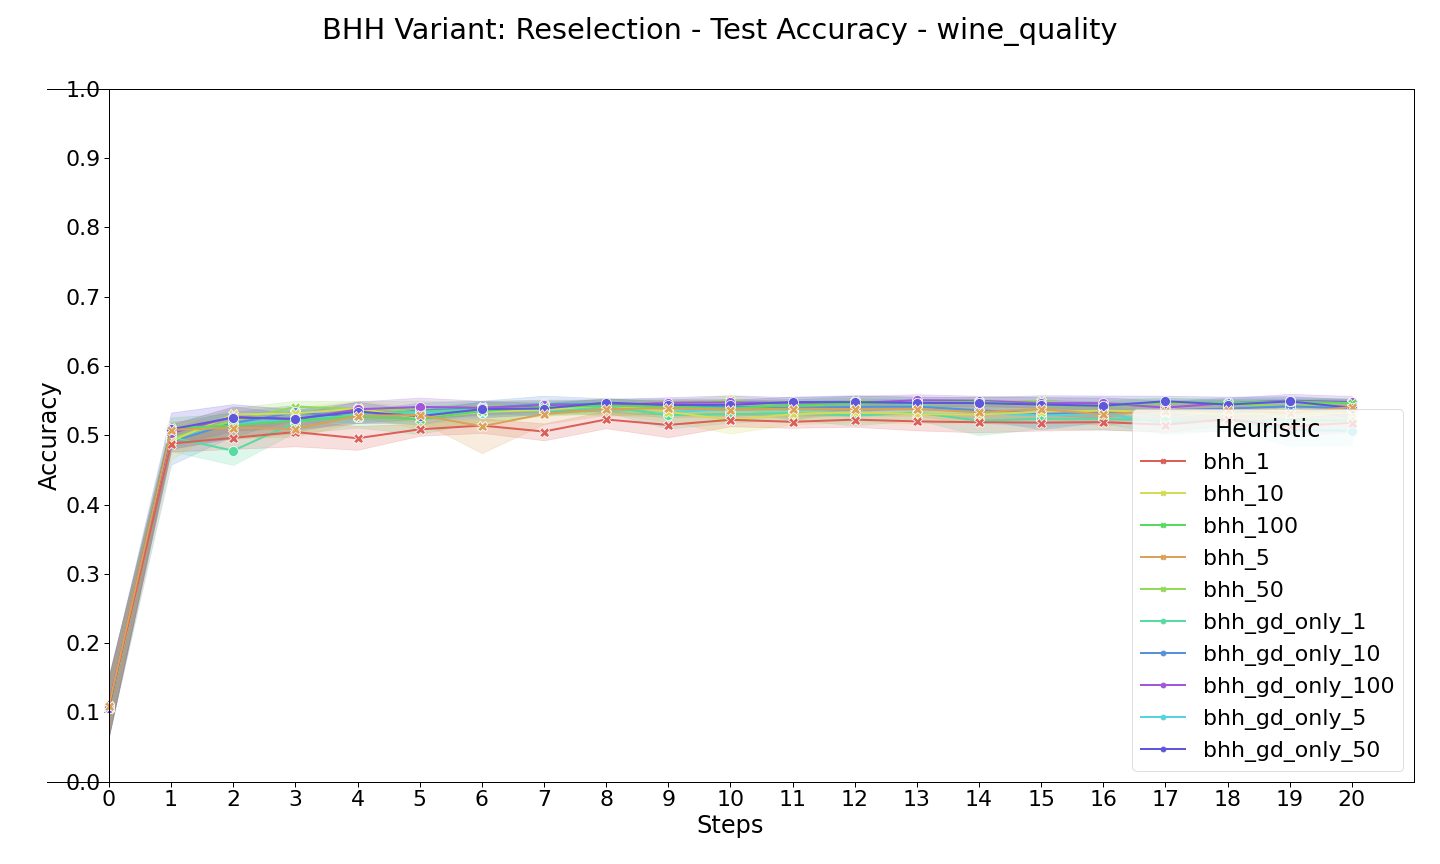 BHH Variant: Reselection - Test Accuracy - wine_quality
1.0
0.9
0.8
0.7
0.6
0.5
0.4
0.3
0.2
0.1
0.0
Accuracy
Heuristic
bhh_1
bhh_10
bhh_100
bhh_5
bhh_50
bhh_gd_only_1
bhh_gd_only_10
bhh_gd_only_100
bhh_gd_only_5
bhh_gd_only_50
0 1 2 3 4 5 6 7 8 9 10 11 12 13 14 15 16 17 18 19 20
Steps